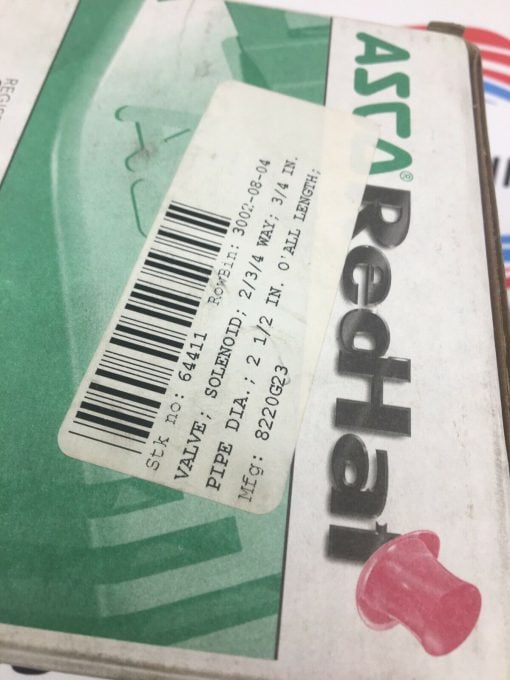 ASCO®
RedHat
Stk no: 64411 RowBin: 3002-08-04
VALVE; SOLENOID; 2/3/4 WAY; 3/4 IN.
PIPE DIA.; 2 1/2 IN. O'ALL LENGTH;
Mfg: 8220G23